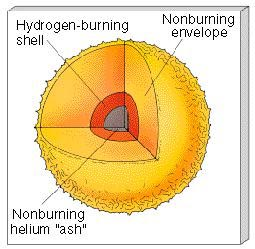 Hydrogen-burning
shell
Nonburning
envelope
Nonburning
helium "ash"